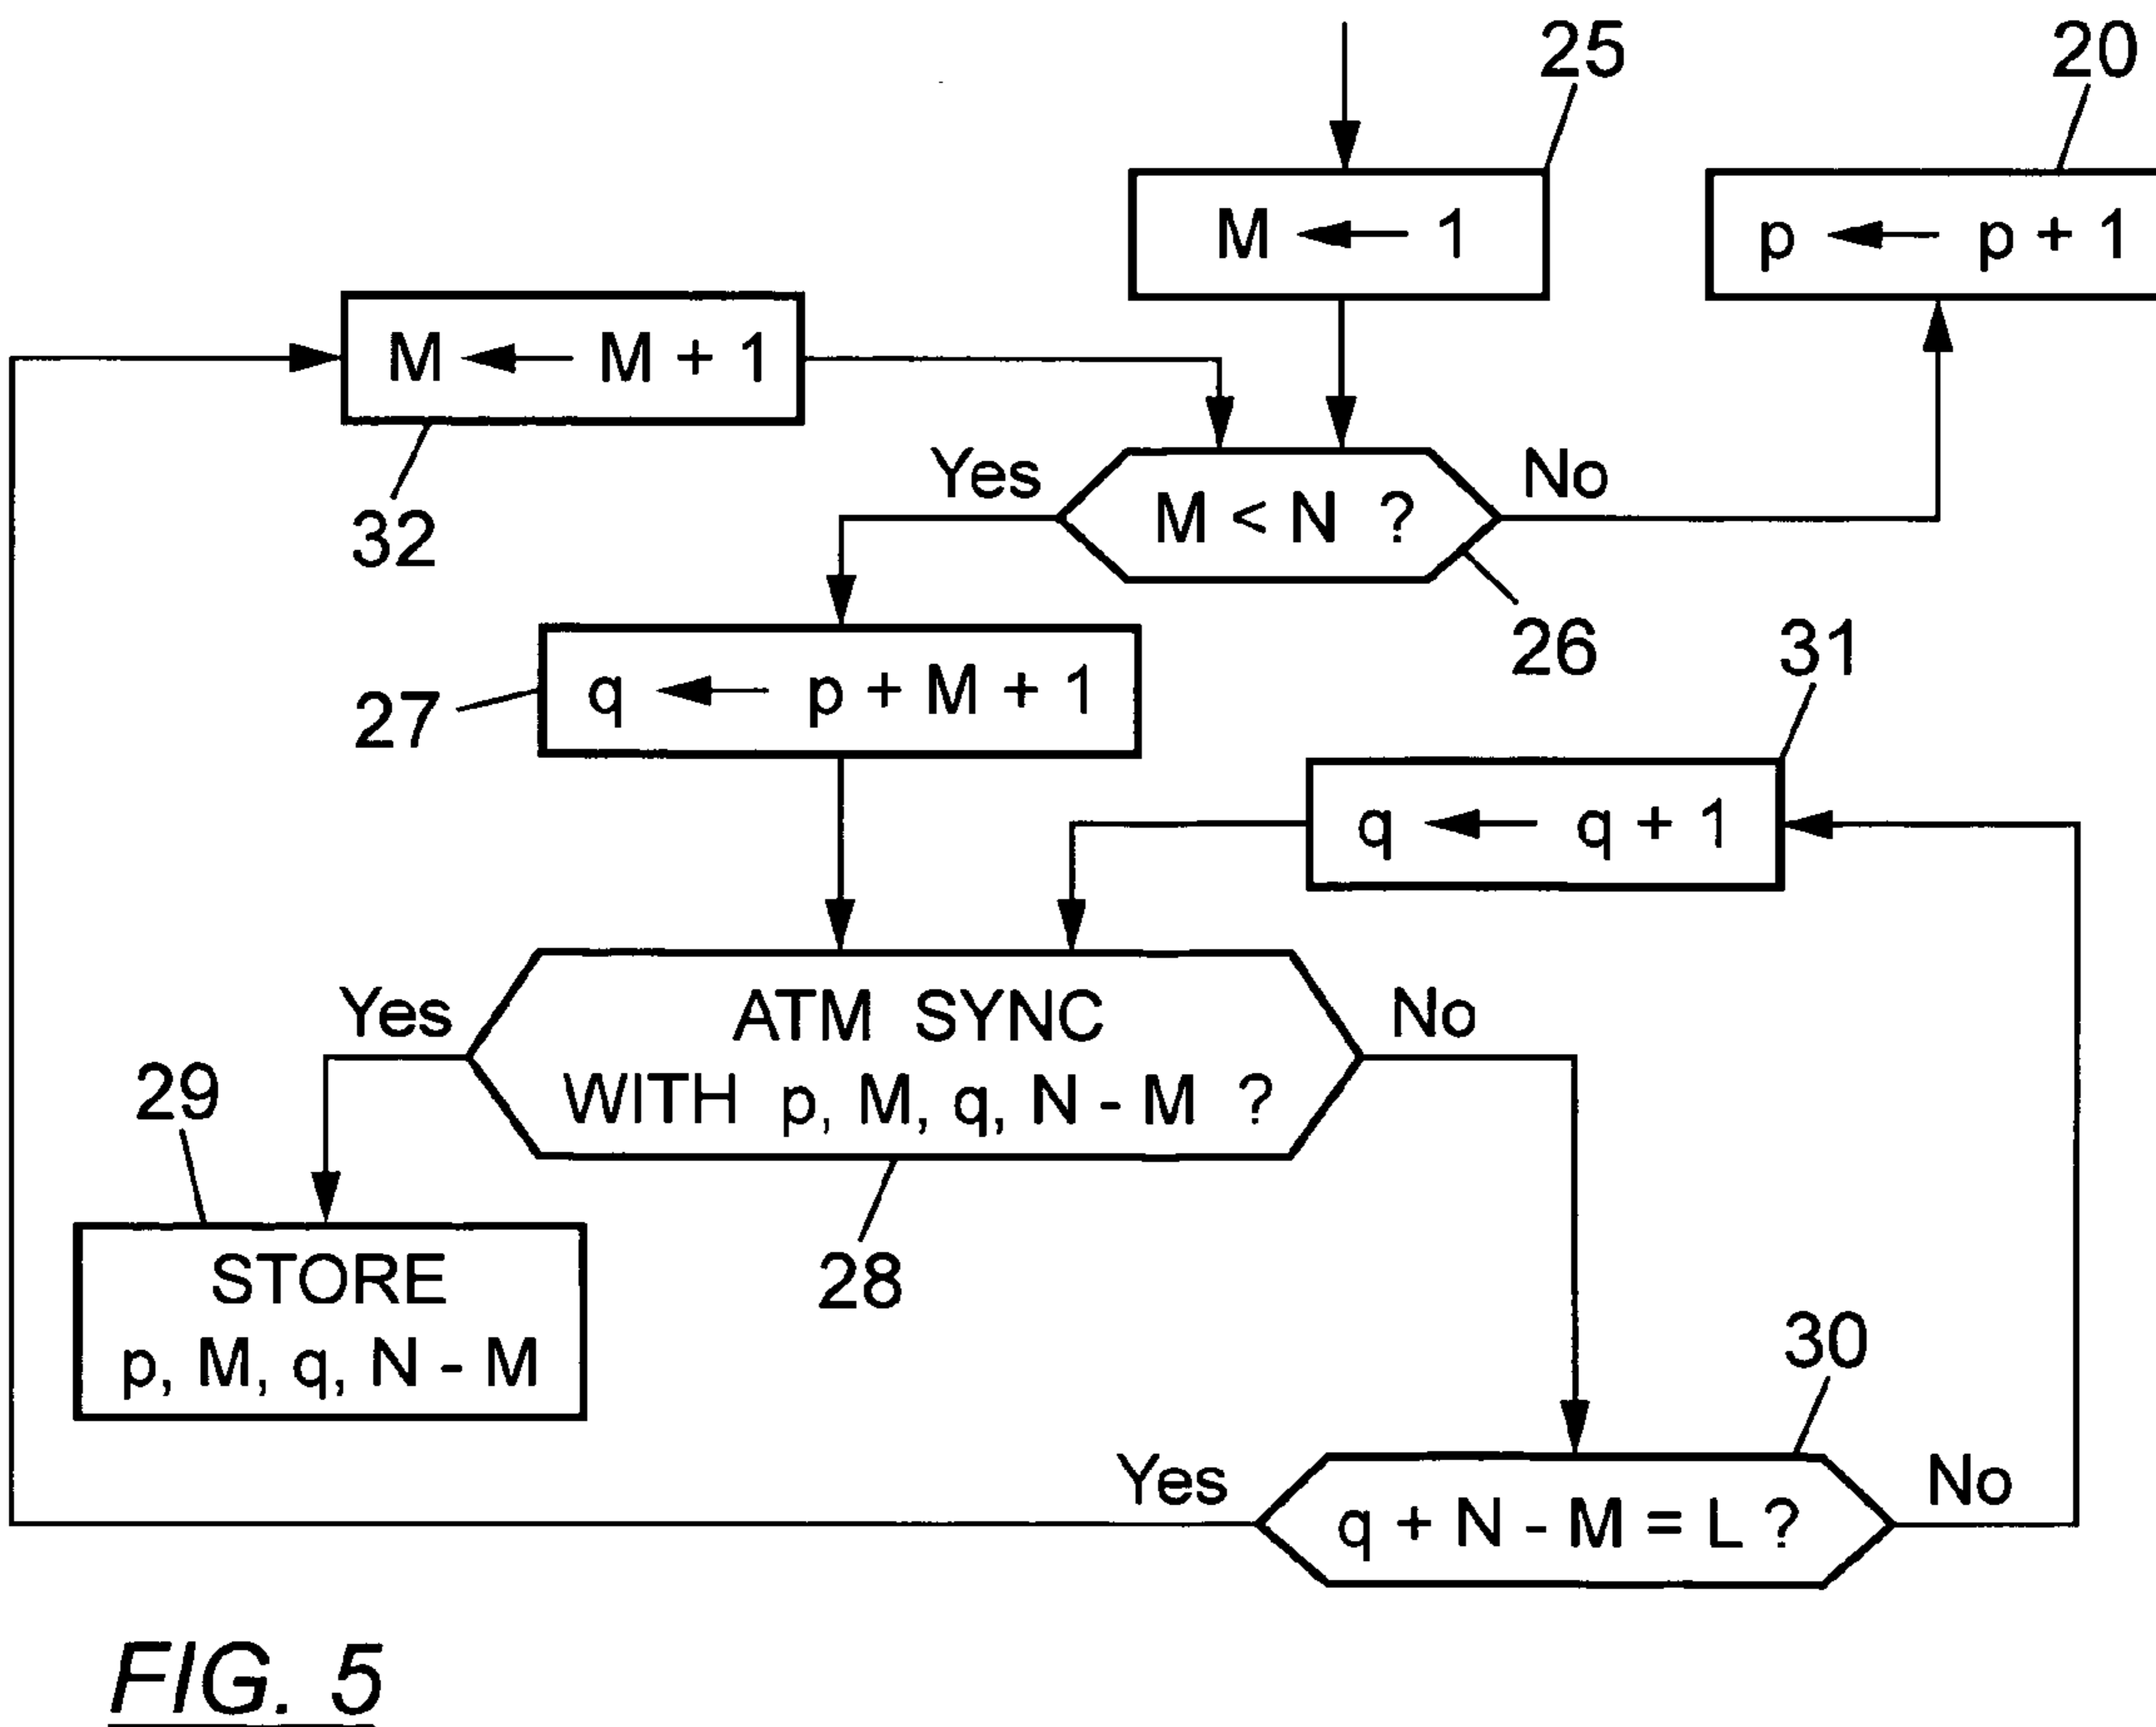 25
20
M ← 1
p ← p + 1
M ← M + 1
32
Yes
M < N ?
No
26
27
q ← p + M + 1
31
q ← q + 1
Yes
ATM SYNC
WITH p, M, q, N - M ?
No
29
28
STORE
p, M, q, N - M
30
Yes
q + N - M = L ?
No
FIG. 5